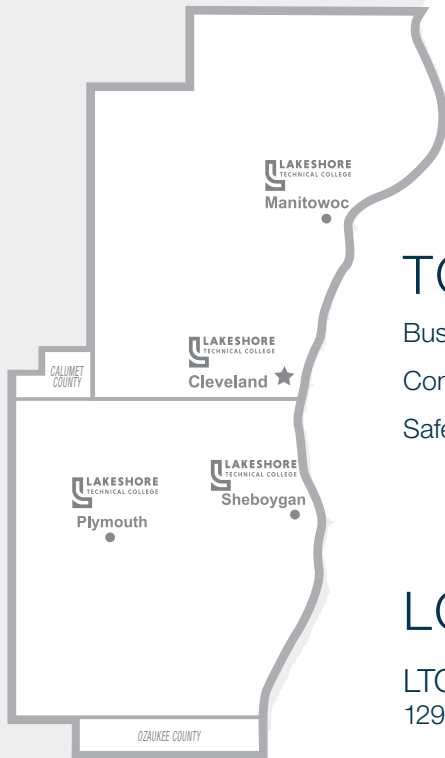 LAKESHORE
TECHNICAL COLLEGE
Manitowoc
LAKESHORE
TECHNICAL COLLEGE
Cleveland
CALUMET
COUNTY
LAKESHORE
TECHNICAL COLLEGE
Sheboygan
LAKESHORE
TECHNICAL COLLEGE
Plymouth
OZAUKEE COUNTY
129